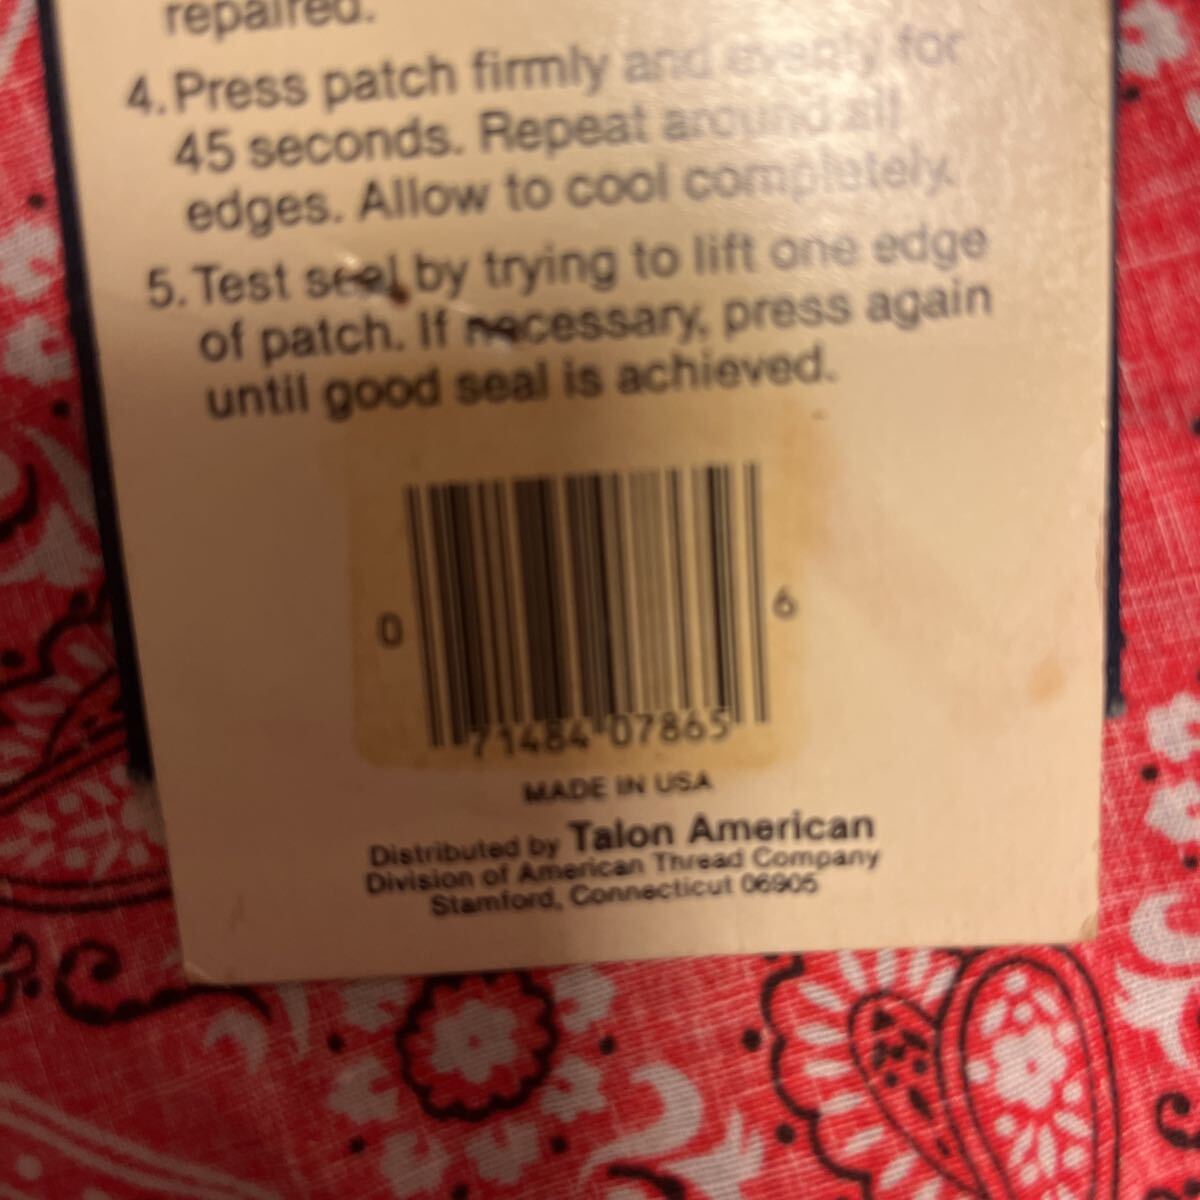 repaired.
4. Press patch firmly and evenly for
45 seconds. Repeat around all
edges. Allow to cool completely.
5. Test seal by trying to lift one edge
of patch. If necessary, press again
until good seal is achieved.
0 71484 07865 6
MADE IN USA
Distributed by Talon American
Division of American Thread Company
Stamford, Connecticut 06905